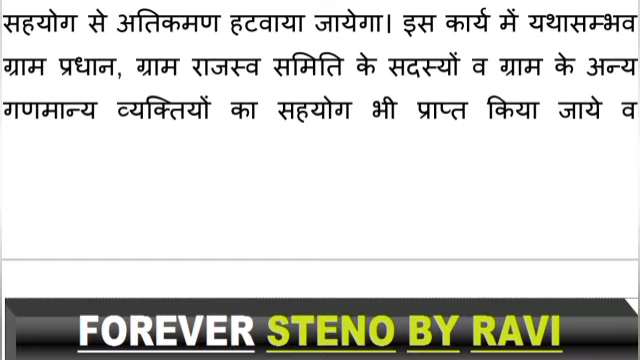 सहयोग से अतिकमण हटवाया जायेगा। इस कार्य में यथासम्भव
ग्राम प्रधान, ग्राम राजस्व समिति के सदस्यों व ग्राम के अन्य
गणमान्य व्यक्तियों का सहयोग भी प्राप्त किया जाये व
FOREVER STENO BY RAVI